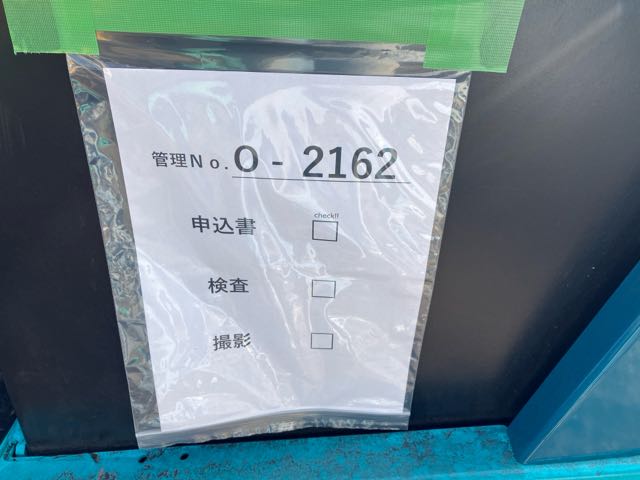 管理No. O - 2162
check!!
申込書 □
検査 □
撮影 □